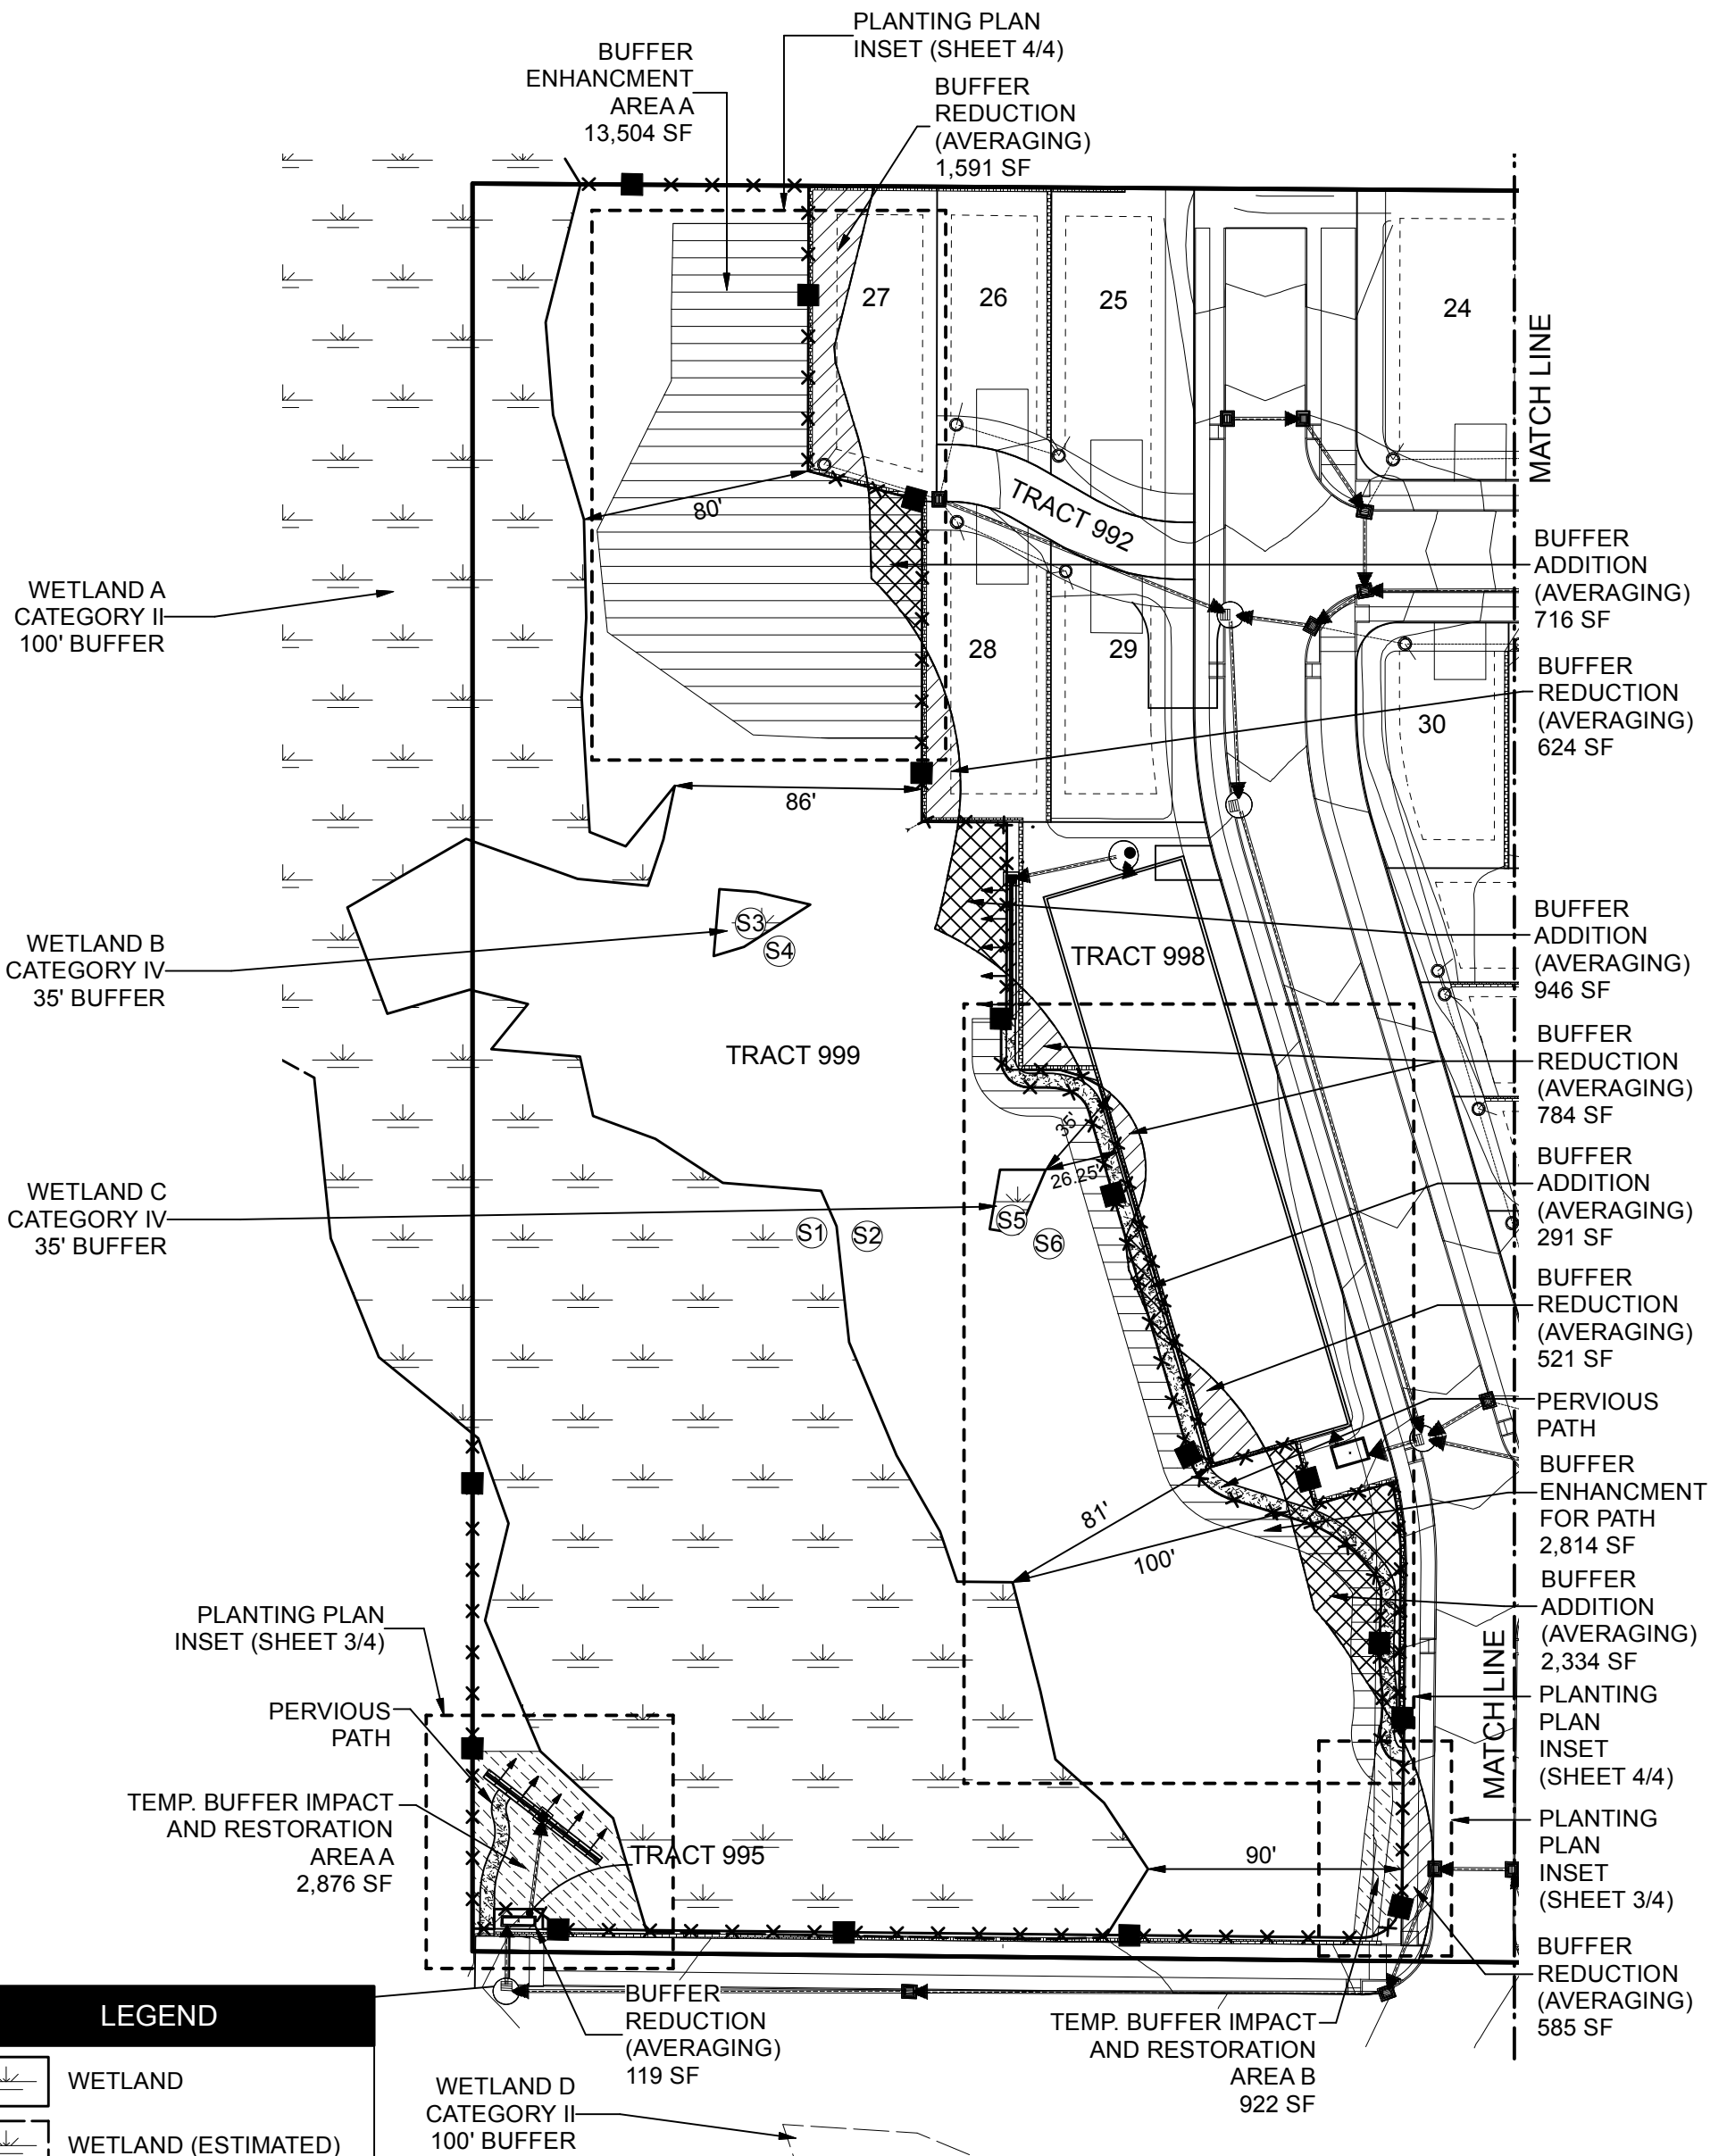 PLANTING PLAN
INSET (SHEET 4/4)
BUFFER
ENHANCMENT
AREA A
13,504 SF
BUFFER
REDUCTION
(AVERAGING)
1,591 SF
27
26
25
24
MATCH LINE
80'
TRACT 992
WETLAND A
CATEGORY II
100' BUFFER
BUFFER
ADDITION
(AVERAGING)
716 SF
28
29
30
BUFFER
REDUCTION
(AVERAGING)
624 SF
86'
WETLAND B
CATEGORY IV
35' BUFFER
S3
S4
TRACT 998
BUFFER
ADDITION
(AVERAGING)
946 SF
TRACT 999
BUFFER
REDUCTION
(AVERAGING)
784 SF
35'
26.25'
WETLAND C
CATEGORY IV
35' BUFFER
S1
S2
S5
S6
BUFFER
ADDITION
(AVERAGING)
291 SF
BUFFER
REDUCTION
(AVERAGING)
521 SF
PERVIOUS
PATH
81'
100'
BUFFER
ENHANCMENT
FOR PATH
2,814 SF
BUFFER
ADDITION
(AVERAGING)
2,334 SF
PLANTING PLAN
INSET (SHEET 3/4)
MATCH LINE
PLANTING
PLAN
INSET
(SHEET 4/4)
PERVIOUS
PATH
TEMP. BUFFER IMPACT
AND RESTORATION
AREA A
2,876 SF
TRACT 995
90'
PLANTING
PLAN
INSET
(SHEET 3/4)
BUFFER
REDUCTION
(AVERAGING)
585 SF
BUFFER
REDUCTION
(AVERAGING)
119 SF
TEMP. BUFFER IMPACT
AND RESTORATION
AREA B
922 SF
LEGEND
WETLAND
WETLAND (ESTIMATED)
WETLAND D
CATEGORY II
100' BUFFER